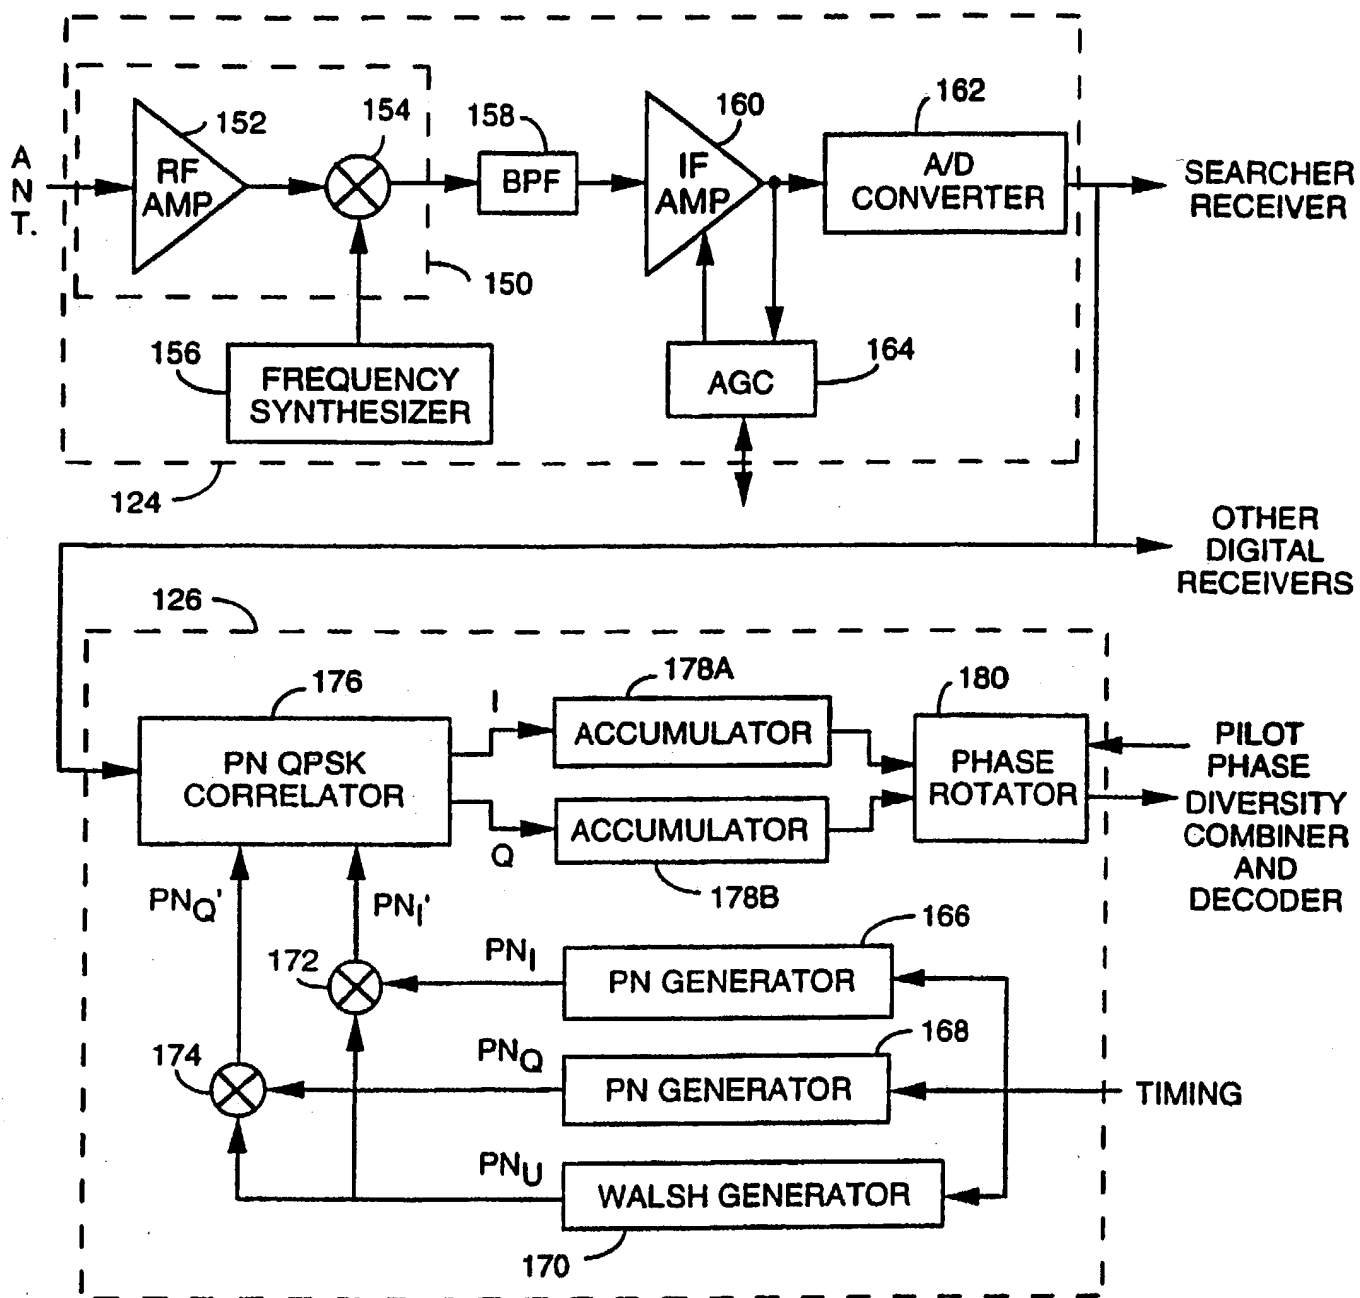 A
N
T.
RF
AMP
152
154
150
156
FREQUENCY
SYNTHESIZER
158
BPF
160
IF
AMP
162
A/D
CONVERTER
164
AGC
124
SEARCHER
RECEIVER
OTHER
DIGITAL
RECEIVERS
126
176
PN QPSK
CORRELATOR
I
Q
178A
ACCUMULATOR
ACCUMULATOR
178B
180
PHASE
ROTATOR
PILOT
PHASE
DIVERSITY
COMBINER
AND
DECODER
PNQ'
PNI'
172
174
PNI
166
PN GENERATOR
PNQ
168
PN GENERATOR
TIMING
PNU
WALSH GENERATOR
170